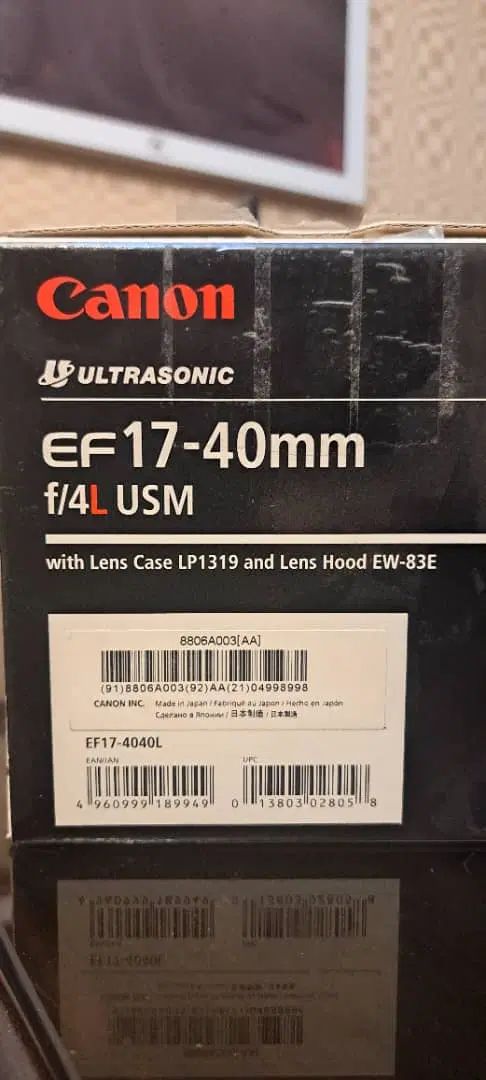 Canon
ULTRASONIC
EF17-40mm
f/4L USM
with Lens Case LP1319 and Lens Hood EW-83E
8806A003[AA]
(91)8806A003(92)AA(21)04998998
CANON INC. Made in Japan / Fabriqué au Japon / Hecho en Japón
Сделано в Японии / 日本制造 / 日本製造
EF17-4040L
EAN/JAN UPC
4 960999 189949 0 13803 02805 8